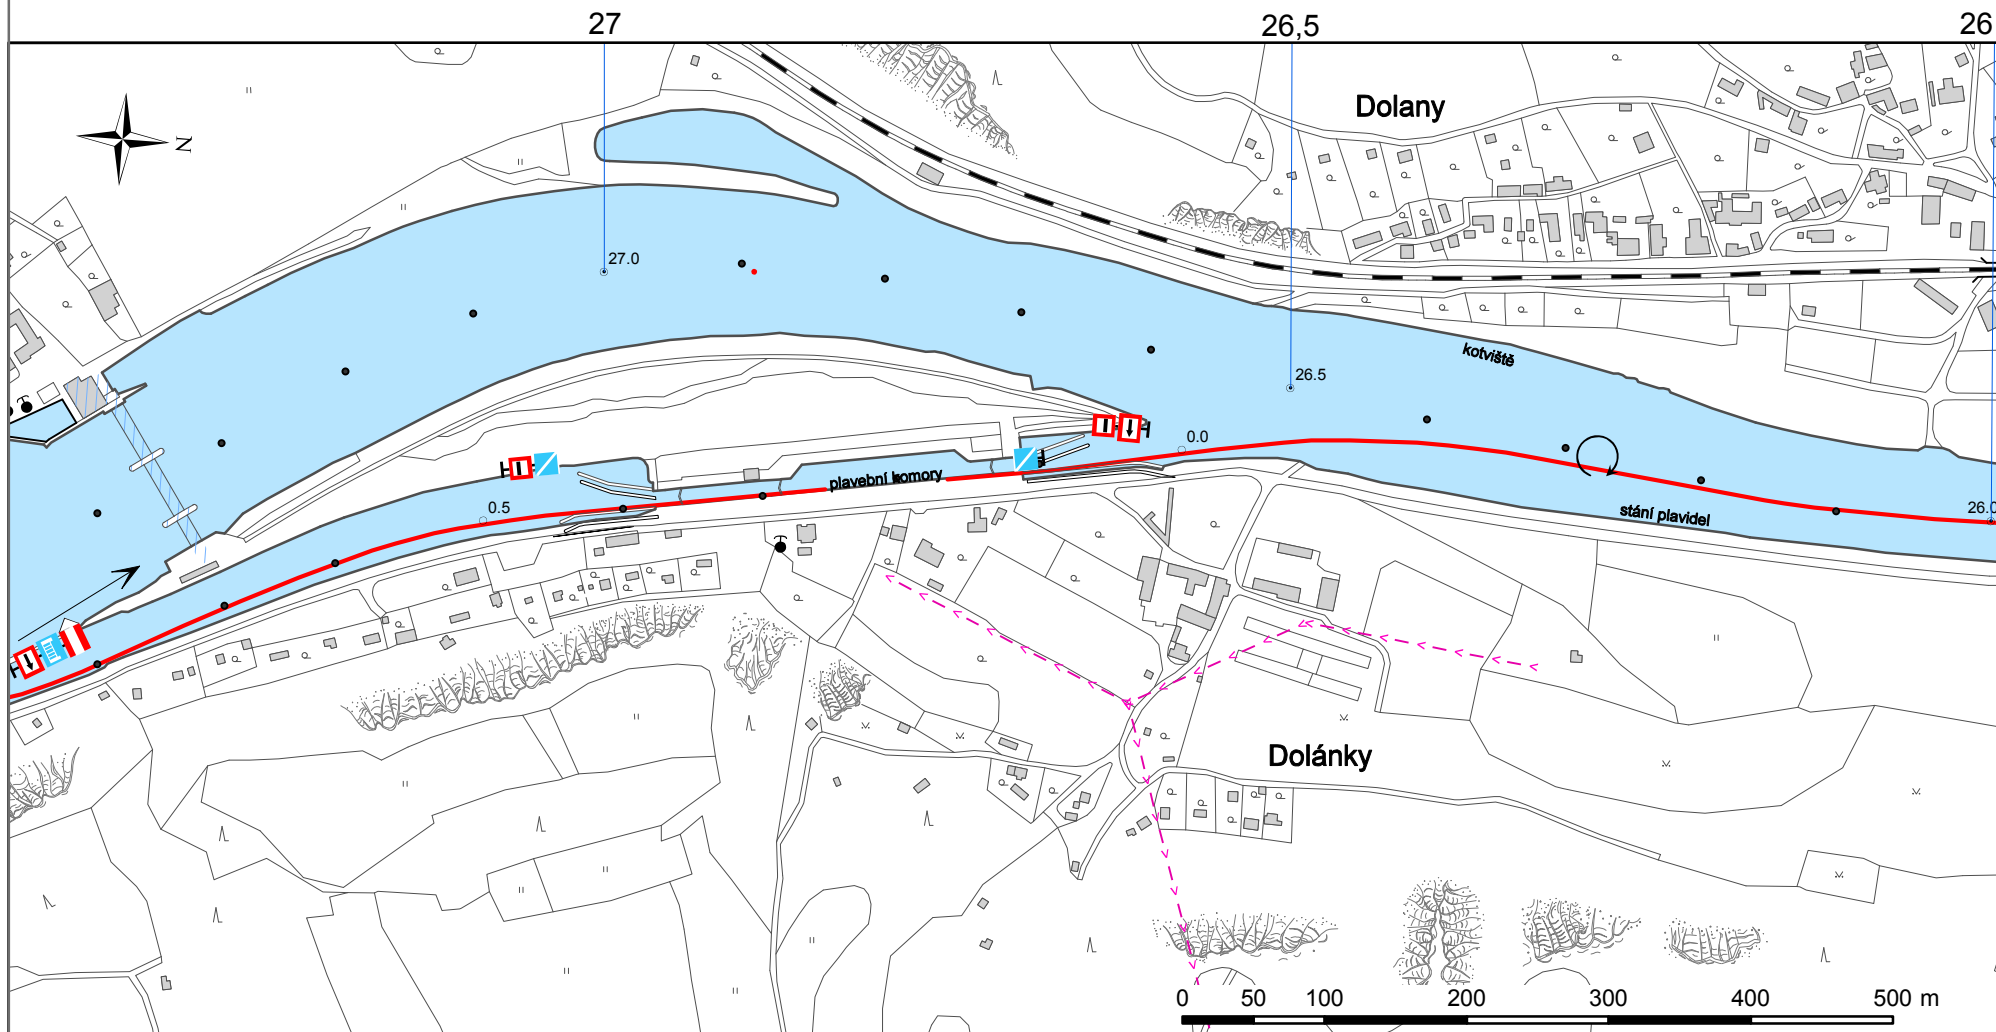 27
26,5
26
Dolany
N
27.0
26.5
kotviště
0.0
plavební komory
0.5
stání plavidel
26.0
Dolánky
0 50 100 200 300 400 500 m